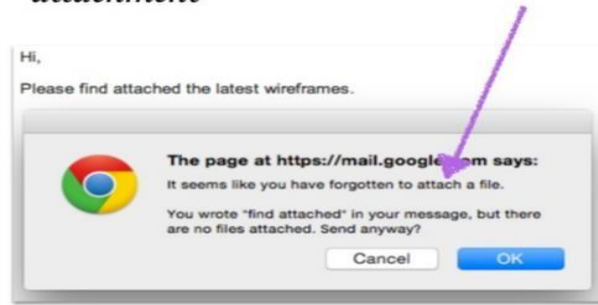 Hi,
Please find attached the latest wireframes.
The page at https://mail.google. m says:
It seems like you have forgotten to attach a file.
You wrote "find attached" in your message, but there
are no files attached. Send anyway?
Cancel
OK